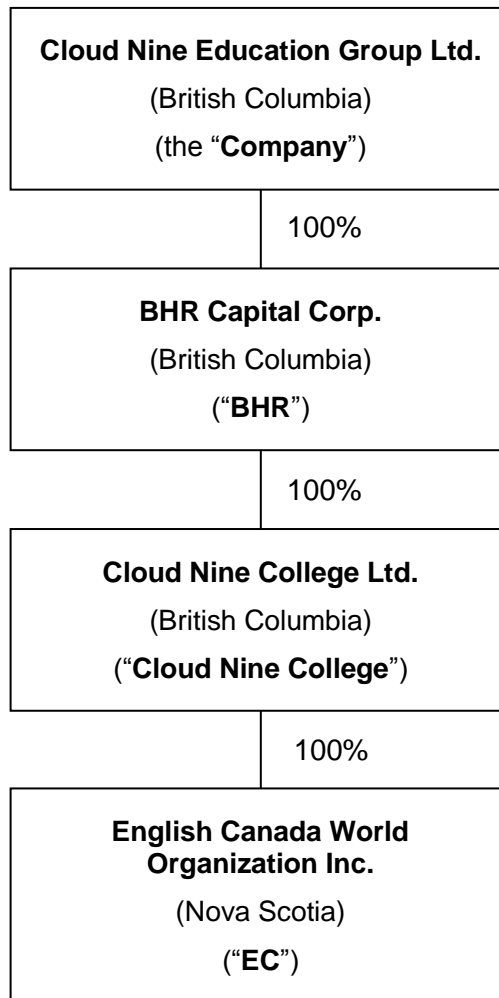 Cloud Nine Education Group Ltd.
(British Columbia)
(the “Company”)
100%
BHR Capital Corp.
(British Columbia)
(“BHR”)
100%
Cloud Nine College Ltd.
(British Columbia)
(“Cloud Nine College”)
100%
English Canada World
Organization Inc.
(Nova Scotia)
(“EC”)